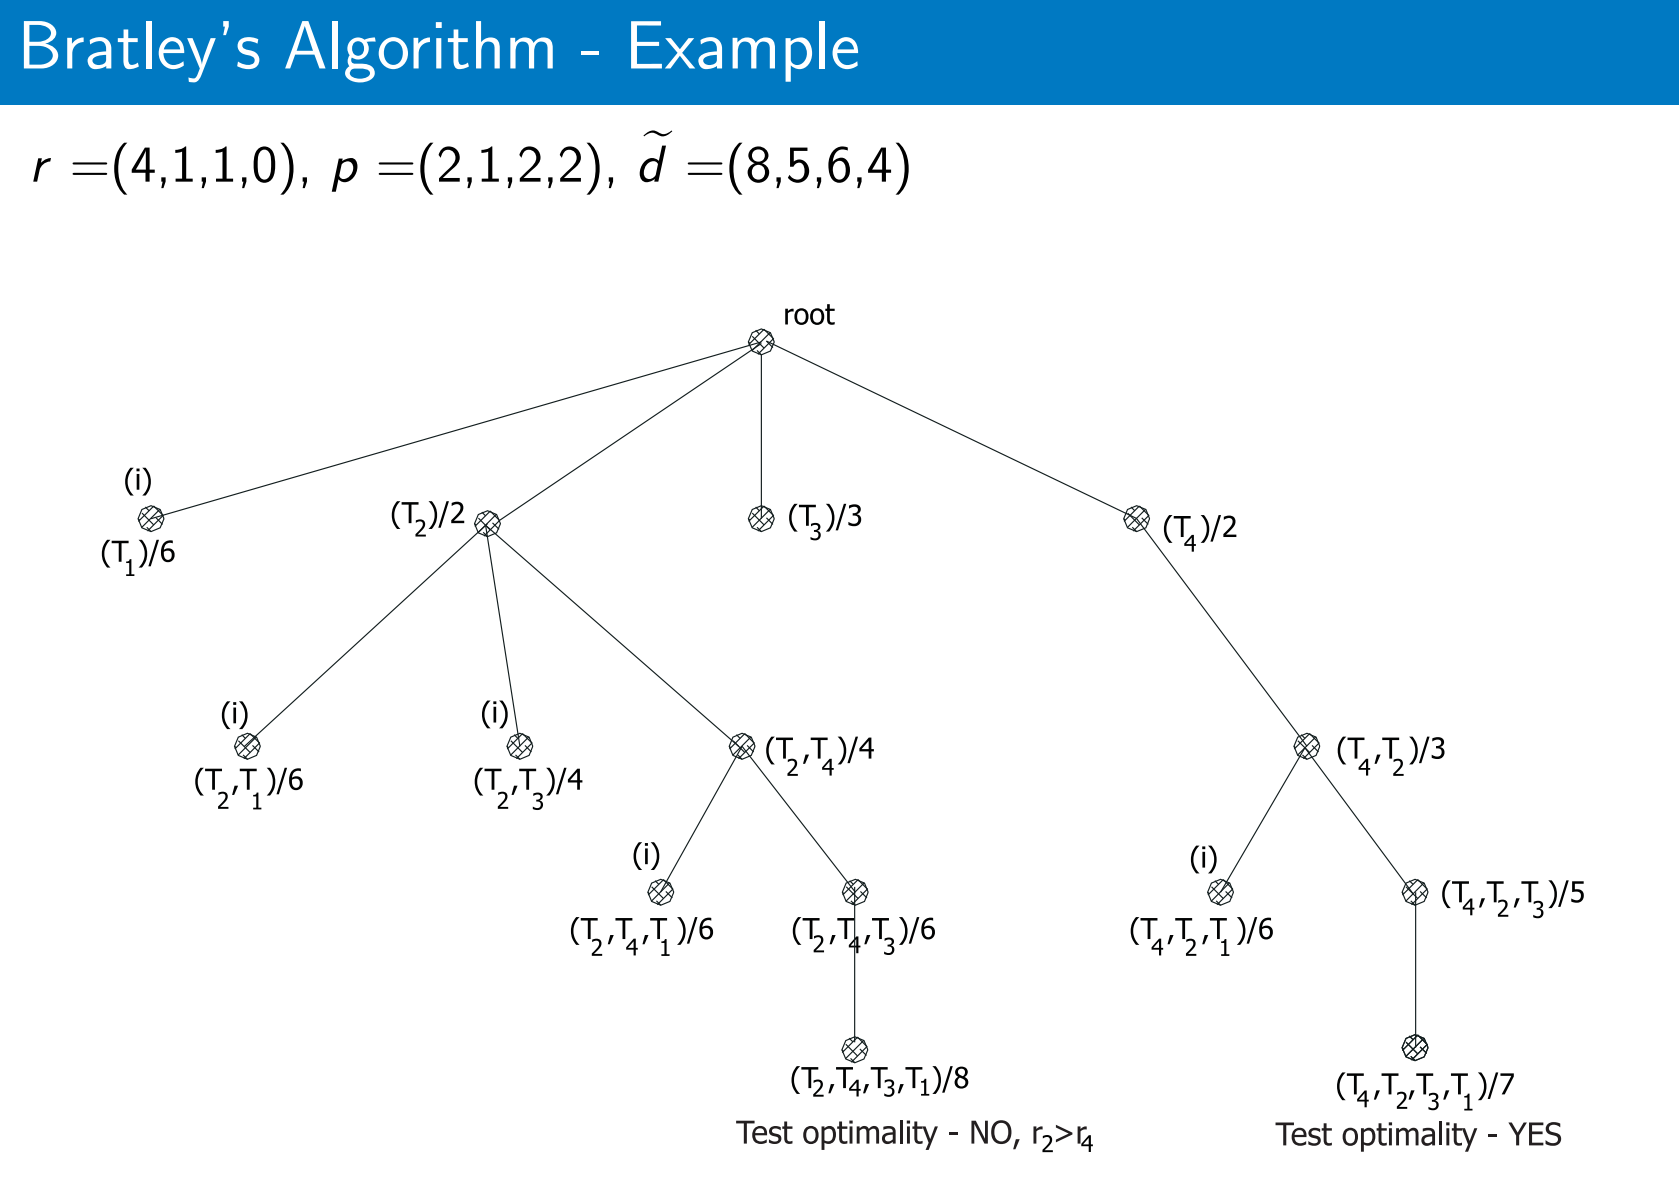 Bratley's Algorithm - Example
r =(4,1,1,0), p =(2,1,2,2), d̃ =(8,5,6,4)
root
(i)
(T₁)/6
(T₂)/2
(T₃)/3
(T₄)/2
(i)
(T₂,T₁)/6
(i)
(T₂,T₃)/4
(T₂,T₄)/4
(T₄,T₂)/3
(i)
(T₂,T₄,T₁)/6
(T₂,T₄,T₃)/6
(i)
(T₄,T₂,T₁)/6
(T₄,T₂,T₃)/5
(T₂,T₄,T₃,T₁)/8
Test optimality - NO, r₂>r₄
(T₄,T₂,T₃,T₁)/7
Test optimality - YES